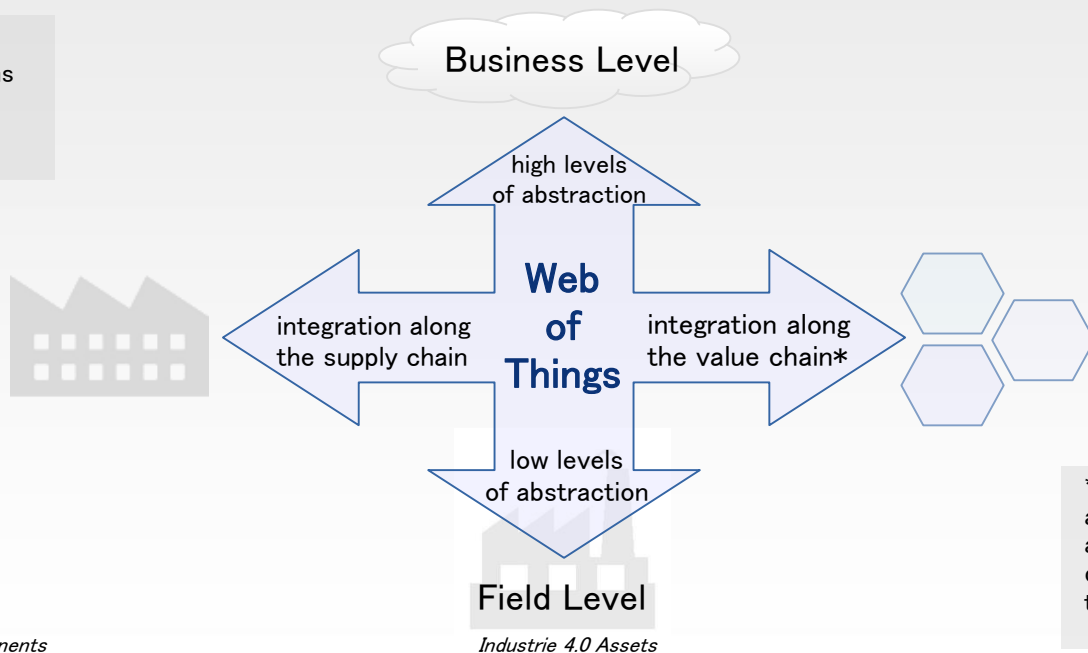 Business Level
high levels
of abstraction
Web
of
Things
integration along
the supply chain
integration along
the value chain*
low levels
of abstraction
Field Level
Industrie 4.0 Assets